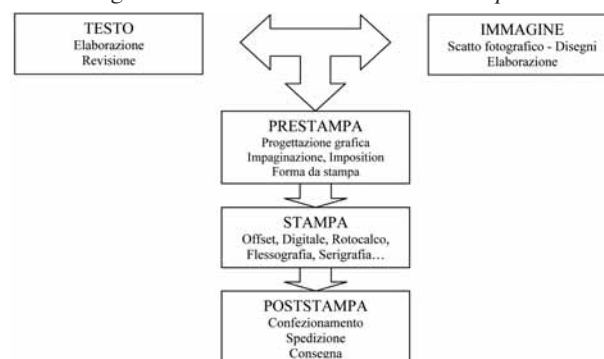 TESTO
Elaborazione
Revisione
IMMAGINE
Scatto fotografico - Disegni
Elaborazione
PRESTAMPA
Progettazione grafica
Impaginazione, Imposition
Forma da stampa
STAMPA
Offset, Digitale, Rotocalco,
Flessografia, Serigrafia…
POSTSTAMPA
Confezionamento
Spedizione
Consegna